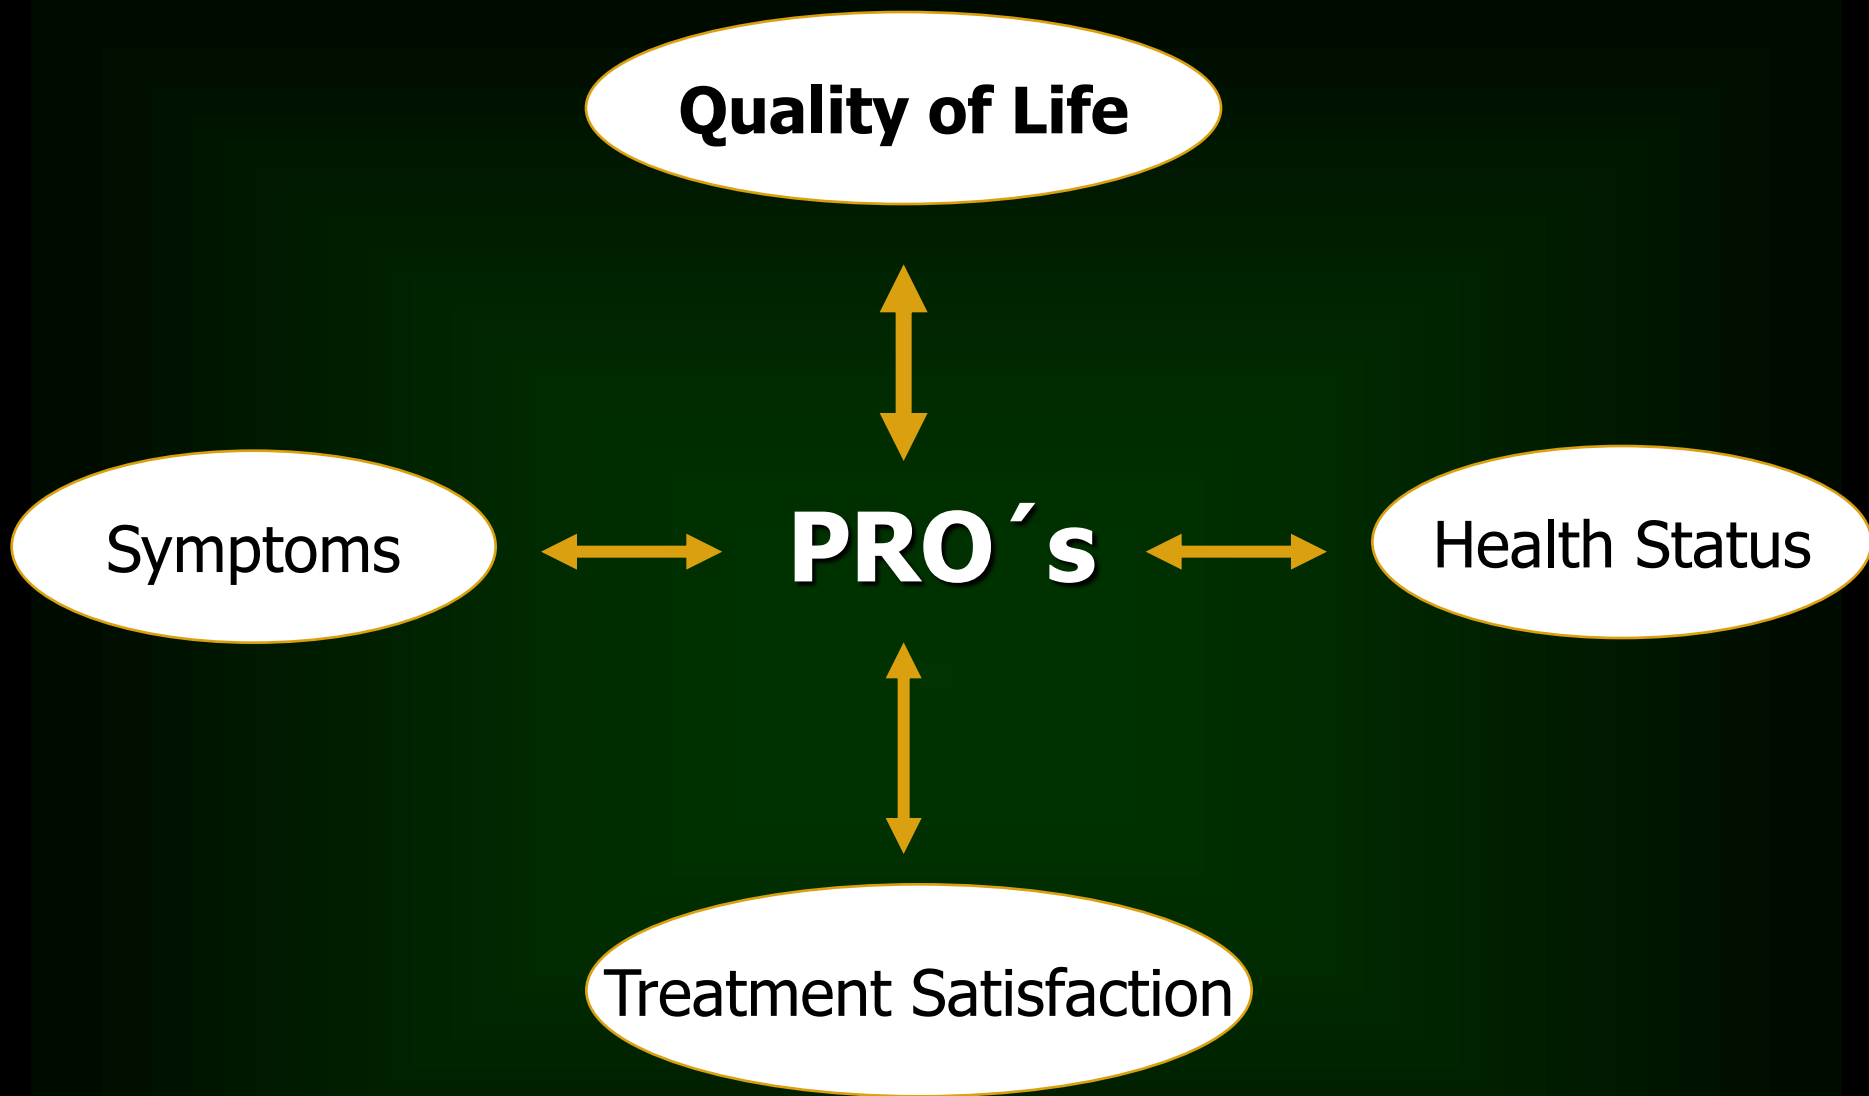 Quality of Life
Symptoms
PRO´s
Health Status
Treatment Satisfaction